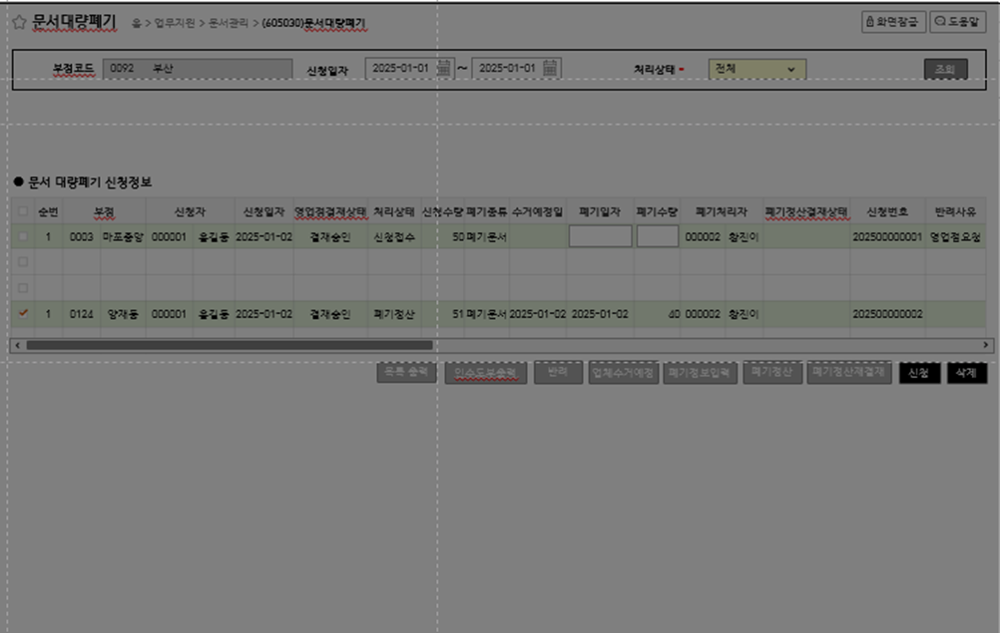 문서대량폐기 홈 > 업무지원 > 문서관리 > (605030)문서대량폐기 화면잠금 도움말
부점코드 0092 부산 신청일자 2025-01-01 ~ 2025-01-01 처리상태 전체 조회
● 문서 대량폐기 신청정보
순번 부점 신청자 신청일자 영업점결재상태 처리상태 신청수량 폐기종류 수거예정일 폐기일자 폐기수량 폐기처리자 폐기정산결재상태 신청번호 반려사유
1 0003 마포중앙 000001 홍길동 2025-01-02 결재승인 신청접수 50 폐기문서 000002 황진이 202500000001 영업점요청
1 0124 양재동 000001 홍길동 2025-01-02 결재승인 폐기정산 51 폐기문서 2025-01-02 2025-01-02 40 000002 황진이 202500000002
목록 출력 인수도부출력 반려 업체수거예정 폐기정보입력 폐기정산 폐기정산재결재 신청 삭제